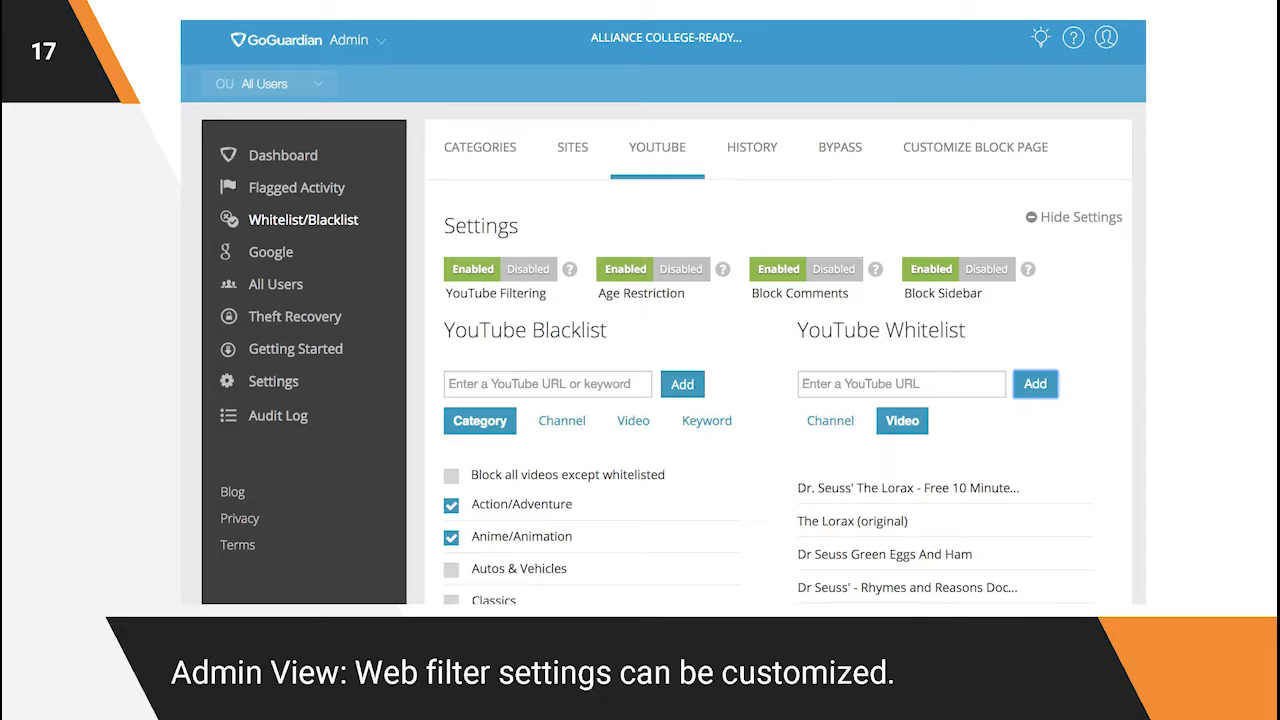 17
GoGuardian Admin
ALLIANCE COLLEGE-READY...
?
OU All Users
Dashboard
Flagged Activity
Whitelist/Blacklist
Google
All Users
Theft Recovery
Getting Started
Settings
Audit Log
Blog
Privacy
Terms
CATEGORIES SITES YOUTUBE HISTORY BYPASS CUSTOMIZE BLOCK PAGE
Settings
Hide Settings
Enabled Disabled ? Enabled Disabled ? Enabled Disabled ? Enabled Disabled ?
YouTube Filtering Age Restriction Block Comments Block Sidebar
YouTube Blacklist
Enter a YouTube URL or keyword Add
Category Channel Video Keyword
Block all videos except whitelisted
Action/Adventure
Anime/Animation
Autos & Vehicles
Classics
YouTube Whitelist
Enter a YouTube URL Add
Channel Video
Dr. Seuss' The Lorax - Free 10 Minute...
The Lorax (original)
Dr Seuss Green Eggs And Ham
Dr Seuss' - Rhymes and Reasons Doc...
Admin View: Web filter settings can be customized.